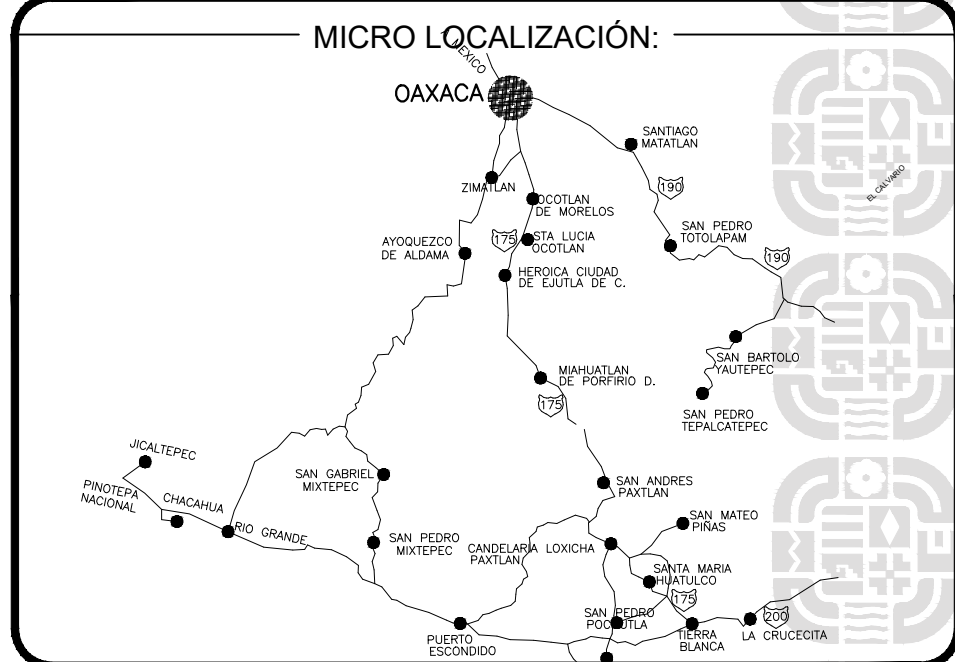 MICRO LOCALIZACIÓN:
A MEXICO
OAXACA
SANTIAGO
MATATLAN
EL CALVARIO
ZIMATLAN
190
OCOTLAN
DE MORELOS
SAN PEDRO
TOTOLAPAM
175
STA LUCIA
OCOTLAN
AYOQUEZCO
DE ALDAMA
190
HEROICA CIUDAD
DE EJUTLA DE C.
SAN BARTOLO
YAUTEPEC
MIAHUATLAN
DE PORFIRIO D.
175
SAN PEDRO
TEPALCATEPEC
JICALTEPEC
SAN GABRIEL
MIXTEPEC
SAN ANDRES
PAXTLAN
PINOTEPA
NACIONAL
CHACAHUA
RIO GRANDE
SAN MATEO
PIÑAS
SAN PEDRO
MIXTEPEC
CANDELARIA LOXICHA
PAXTLAN
SANTA MARIA
HUATULCO
175
SAN PEDRO
POCHUTLA
200
PUERTO
ESCONDIDO
TIERRA
BLANCA
LA CRUCECITA